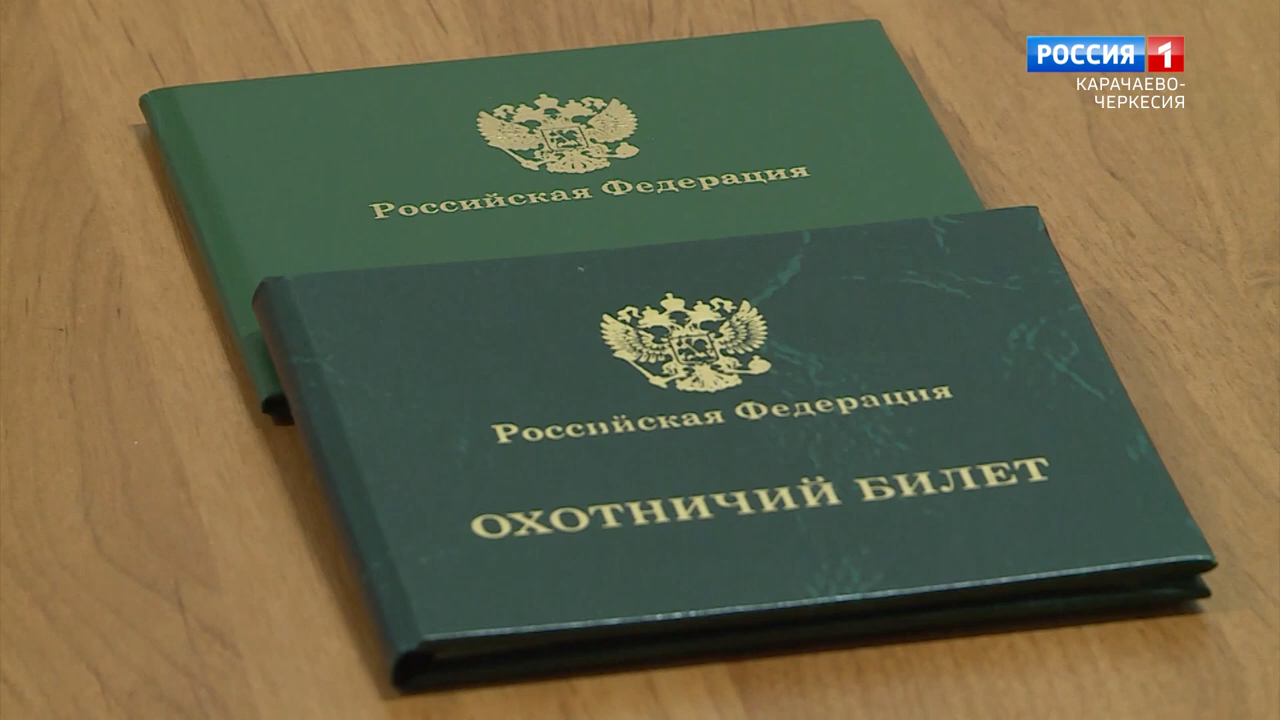 РОССИЯ 1
КАРАЧАЕВО-
ЧЕРКЕСИЯ
Российская Федерация
Российская Федерация
ОХОТНИЧИЙ БИЛЕТ